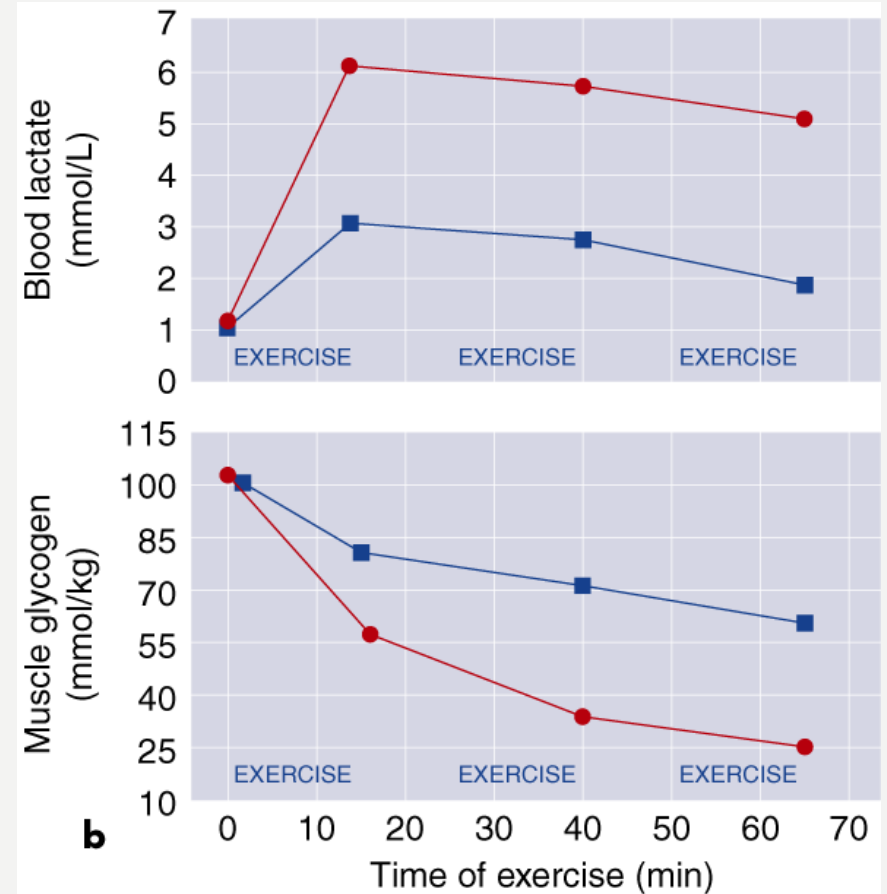 7
6
5
4
3
2
1
0
Blood lactate
(mmol/L)
EXERCISE EXERCISE EXERCISE
115
100
85
70
55
40
25
10
Muscle glycogen
(mmol/kg)
EXERCISE EXERCISE EXERCISE
b
0 10 20 30 40 50 60 70
Time of exercise (min)